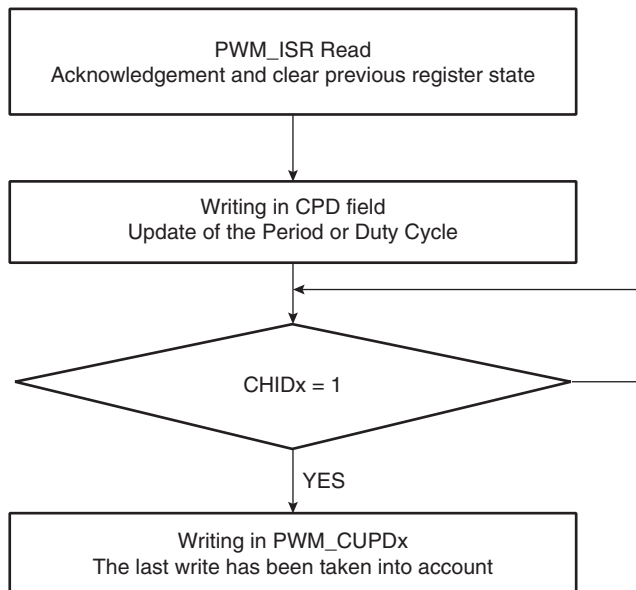 PWM_ISR Read
Acknowledgement and clear previous register state
Writing in CPD field
Update of the Period or Duty Cycle
CHIDx = 1
YES
Writing in PWM_CUPDx
The last write has been taken into account